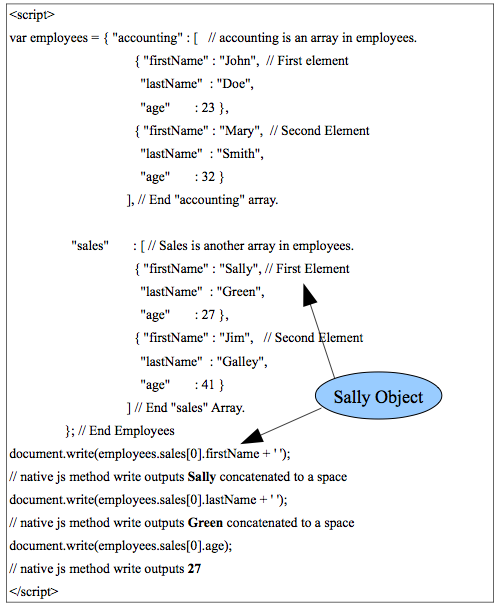 <script>
var employees = { "accounting" : [ // accounting is an array in employees.
{ "firstName" : "John", // First element
"lastName" : "Doe",
"age" : 23 },
{ "firstName" : "Mary", // Second Element
"lastName" : "Smith",
"age" : 32 }
], // End "accounting" array.
"sales" : [ // Sales is another array in employees.
{ "firstName" : "Sally", // First Element
"lastName" : "Green",
"age" : 27 },
{ "firstName" : "Jim", // Second Element
"lastName" : "Galley",
"age" : 41 }
] // End "sales" Array.
}; // End Employees
Sally Object
document.write(employees.sales[0].firstName + ' ');
// native js method write outputs Sally concatenated to a space
document.write(employees.sales[0].lastName + ' ');
// native js method write outputs Green concatenated to a space
document.write(employees.sales[0].age);
// native js method write outputs 27
</script>